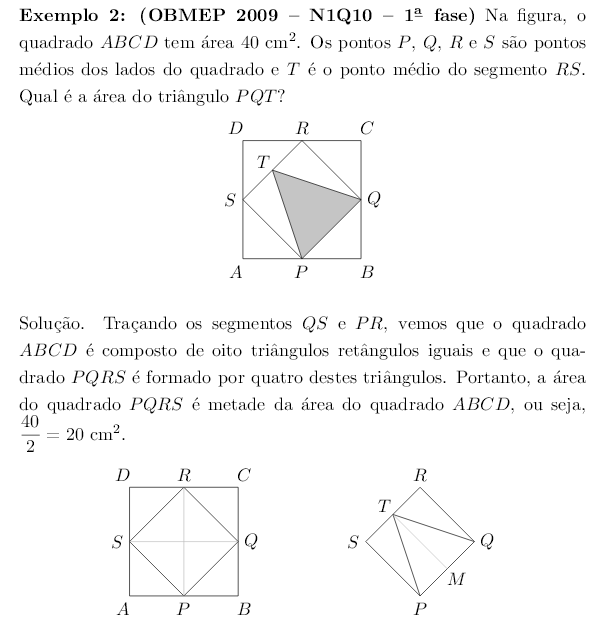 Exemplo 2: (OBMEP 2009 – N1Q10 – 1ª fase) Na figura, o
quadrado ABCD tem área 40 cm². Os pontos P, Q, R e S são pontos
médios dos lados do quadrado e T é o ponto médio do segmento RS.
Qual é a área do triângulo PQT?
D R C
T
S Q
A P B
Solução. Traçando os segmentos QS e PR, vemos que o quadrado
ABCD é composto de oito triângulos retângulos iguais e que o qua-
drado PQRS é formado por quatro destes triângulos. Portanto, a área
do quadrado PQRS é metade da área do quadrado ABCD, ou seja,
40/2 = 20 cm².
D R C
S Q
A P B
R
T
S Q
M
P